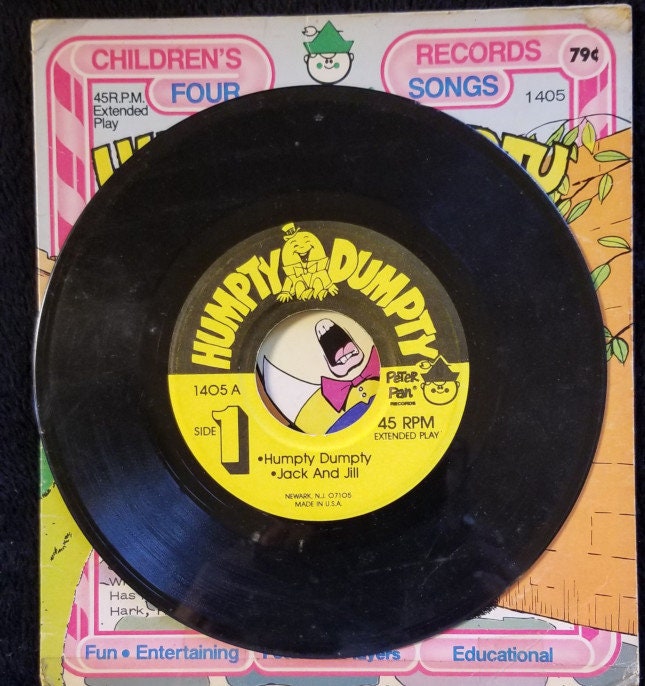 CHILDREN'S RECORDS 79¢
FOUR SONGS
45R.P.M.
Extended
Play
1405
HUMPTY DUMPTY
1405 A
SIDE 1
PETER
Pan®
RECORDS
45 RPM
EXTENDED PLAY
•Humpty Dumpty
•Jack And Jill
NEWARK, N.J. 07105
MADE IN U.S.A.
Has
Hark,
Fun • Entertaining
Educational